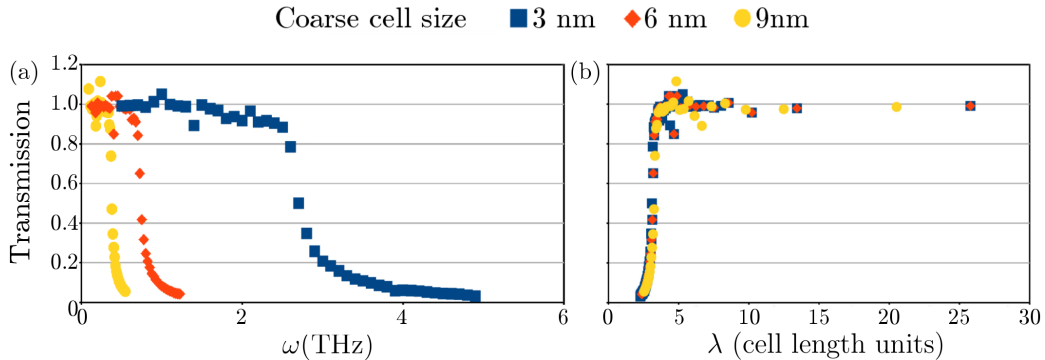 Coarse cell size 3 nm 6 nm 9nm
(a) (b)
Transmission
1.2
1.0
0.8
0.6
0.4
0.2
0
0 2 4 6
ω(THz)
0 5 10 15 20 25 30
λ (cell length units)